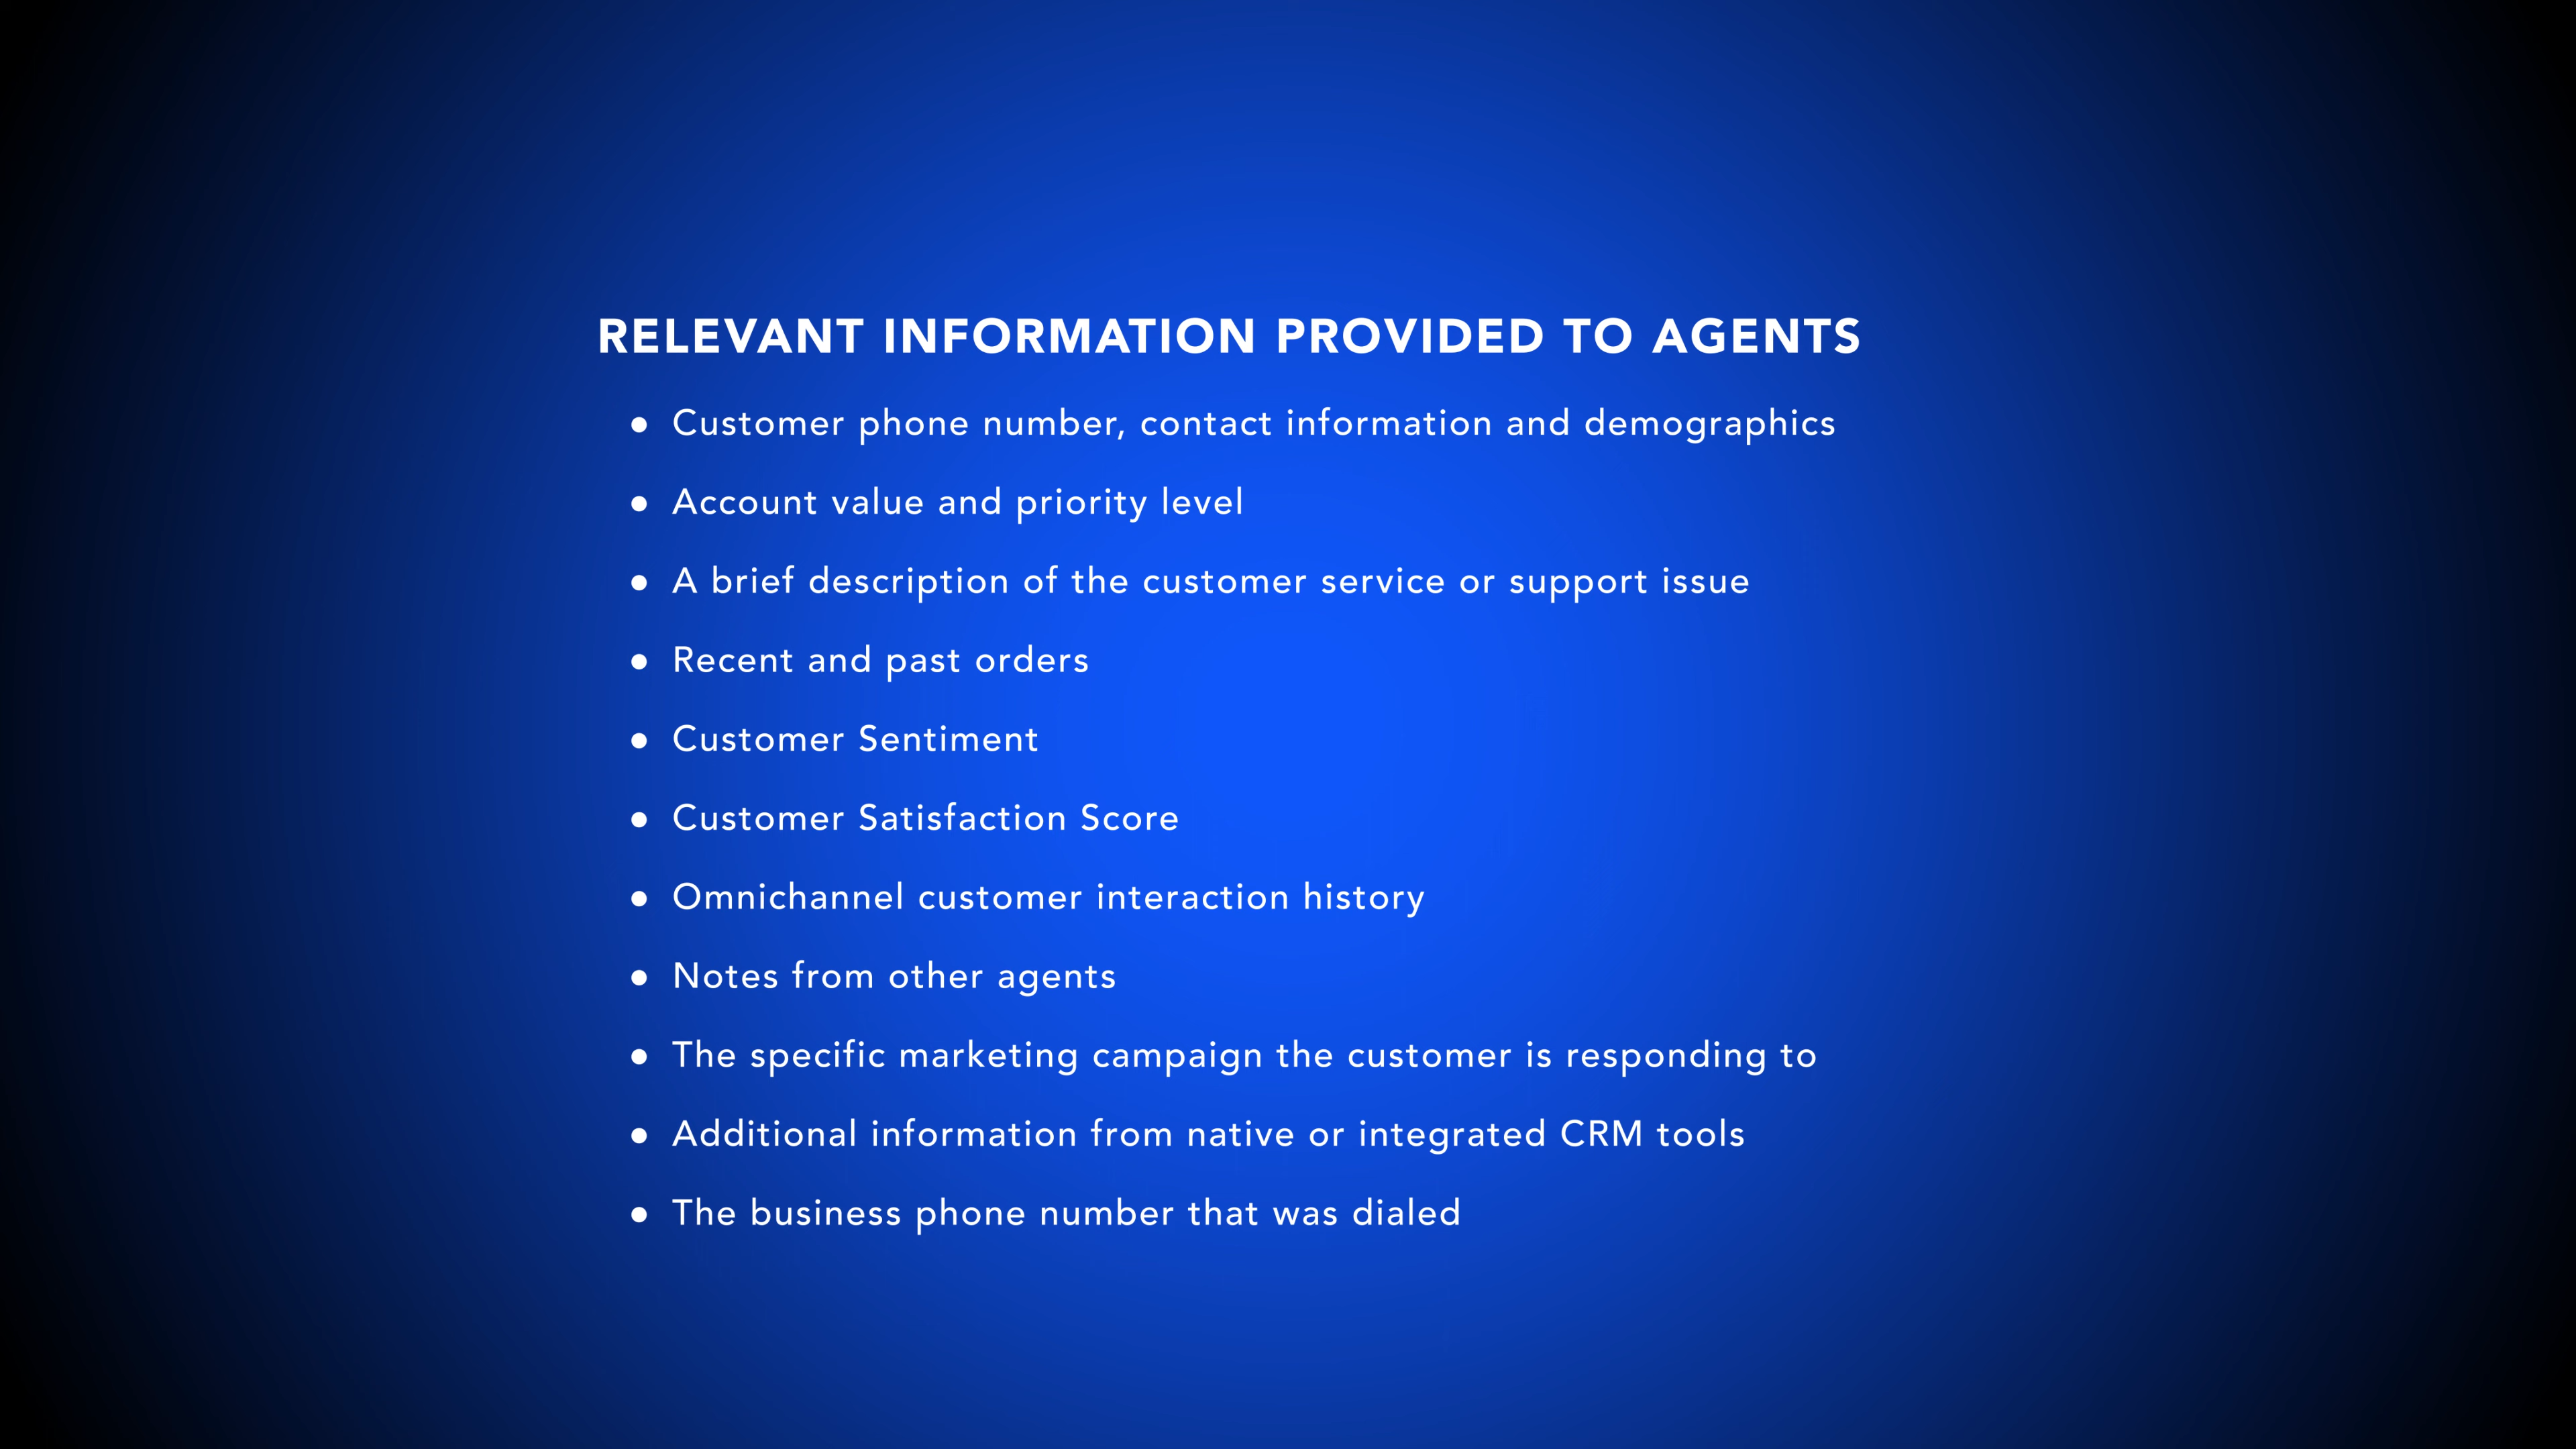 RELEVANT INFORMATION PROVIDED TO AGENTS
● Customer phone number, contact information and demographics
● Account value and priority level
● A brief description of the customer service or support issue
● Recent and past orders
● Customer Sentiment
● Customer Satisfaction Score
● Omnichannel customer interaction history
● Notes from other agents
● The specific marketing campaign the customer is responding to
● Additional information from native or integrated CRM tools
● The business phone number that was dialed